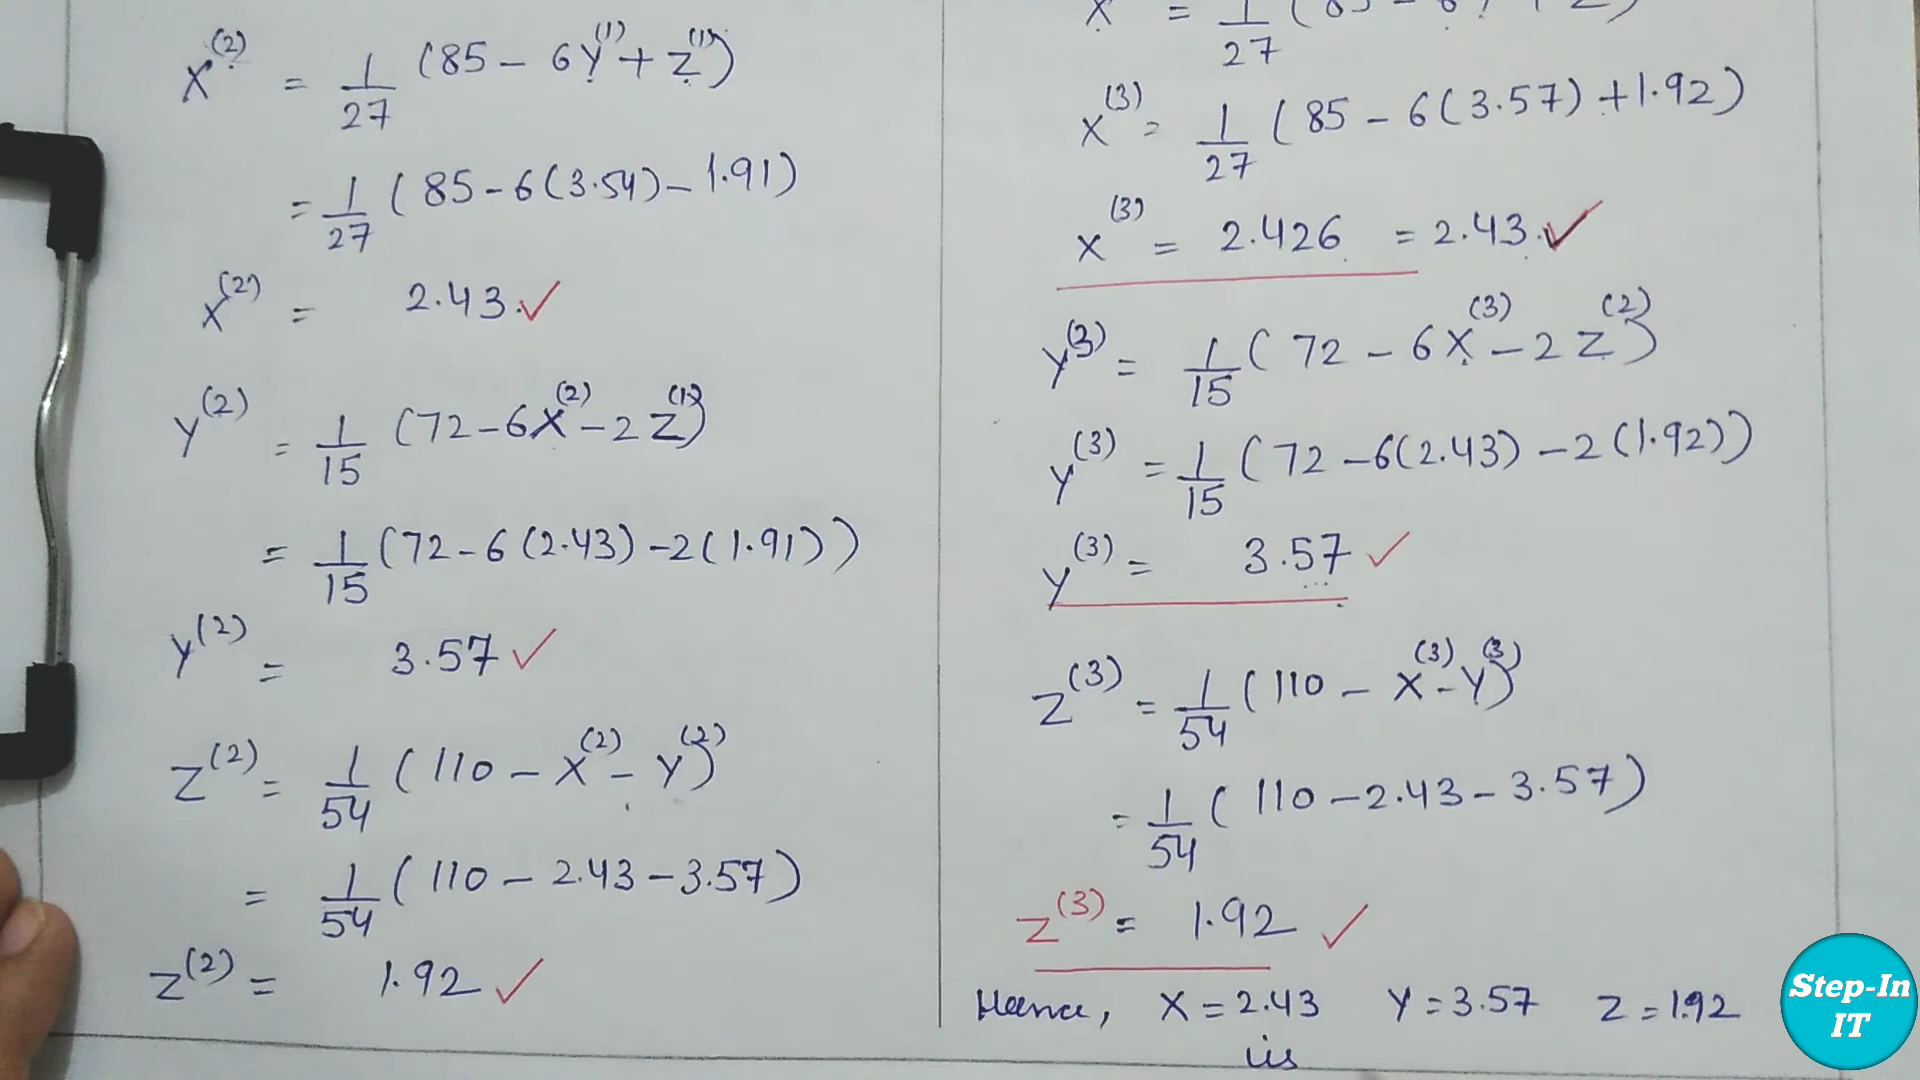 X^(2) = 1/27 (85 - 6Y^(1) + Z^(1))
= 1/27 (85 - 6(3.54) - 1.91)
X^(2) = 2.43 ✓
Y^(2) = 1/15 (72 - 6X^(2) - 2Z^(1))
= 1/15 (72 - 6(2.43) - 2(1.91))
Y^(2) = 3.57 ✓
Z^(2) = 1/54 (110 - X^(2) - Y^(2))
= 1/54 (110 - 2.43 - 3.57)
Z^(2) = 1.92 ✓
X = 1/27 (85 - 6Y + Z)
X^(3) = 1/27 (85 - 6(3.57) + 1.92)
X^(3) = 2.426 = 2.43 ✓
Y^(3) = 1/15 (72 - 6X^(3) - 2Z^(2))
Y^(3) = 1/15 (72 - 6(2.43) - 2(1.92))
Y^(3) = 3.57 ✓
Z^(3) = 1/54 (110 - X^(3) - Y^(3))
= 1/54 (110 - 2.43 - 3.57)
Z^(3) = 1.92 ✓
Hence, X = 2.43 Y = 3.57 Z = 1.92
is
Step-In
IT